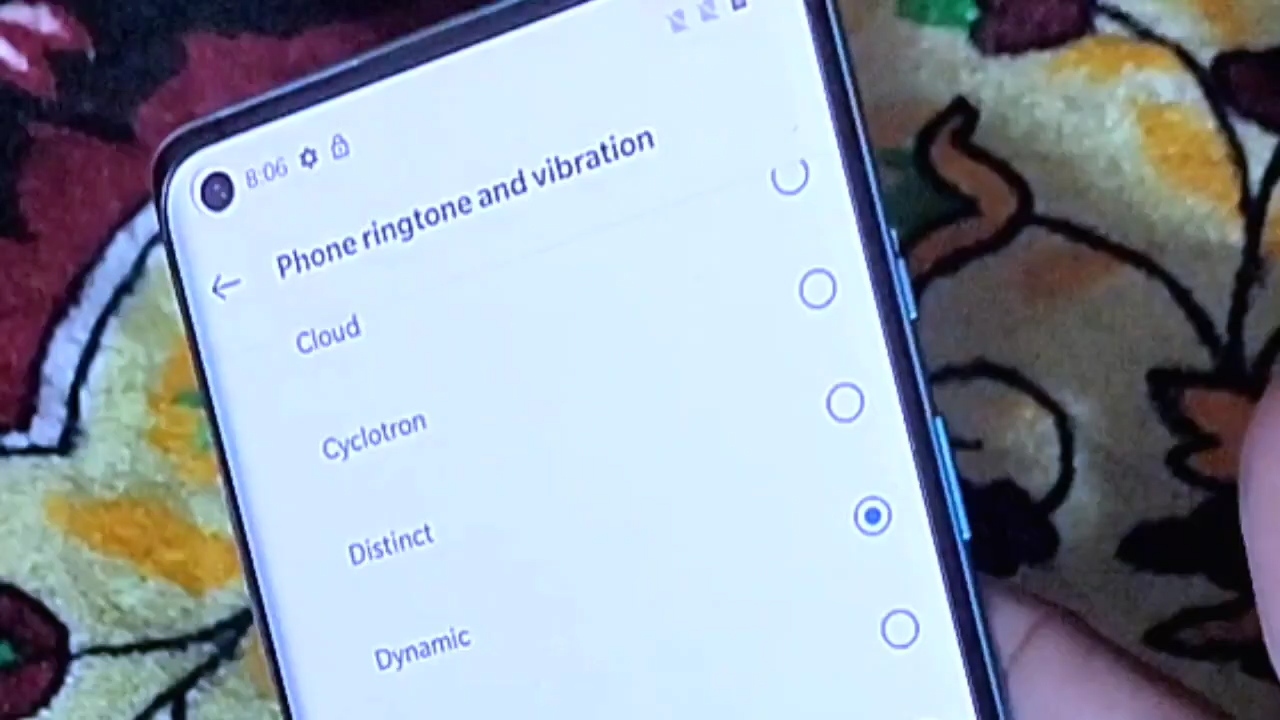 8:06
Phone ringtone and vibration
Cloud
Cyclotron
Distinct
Dynamic